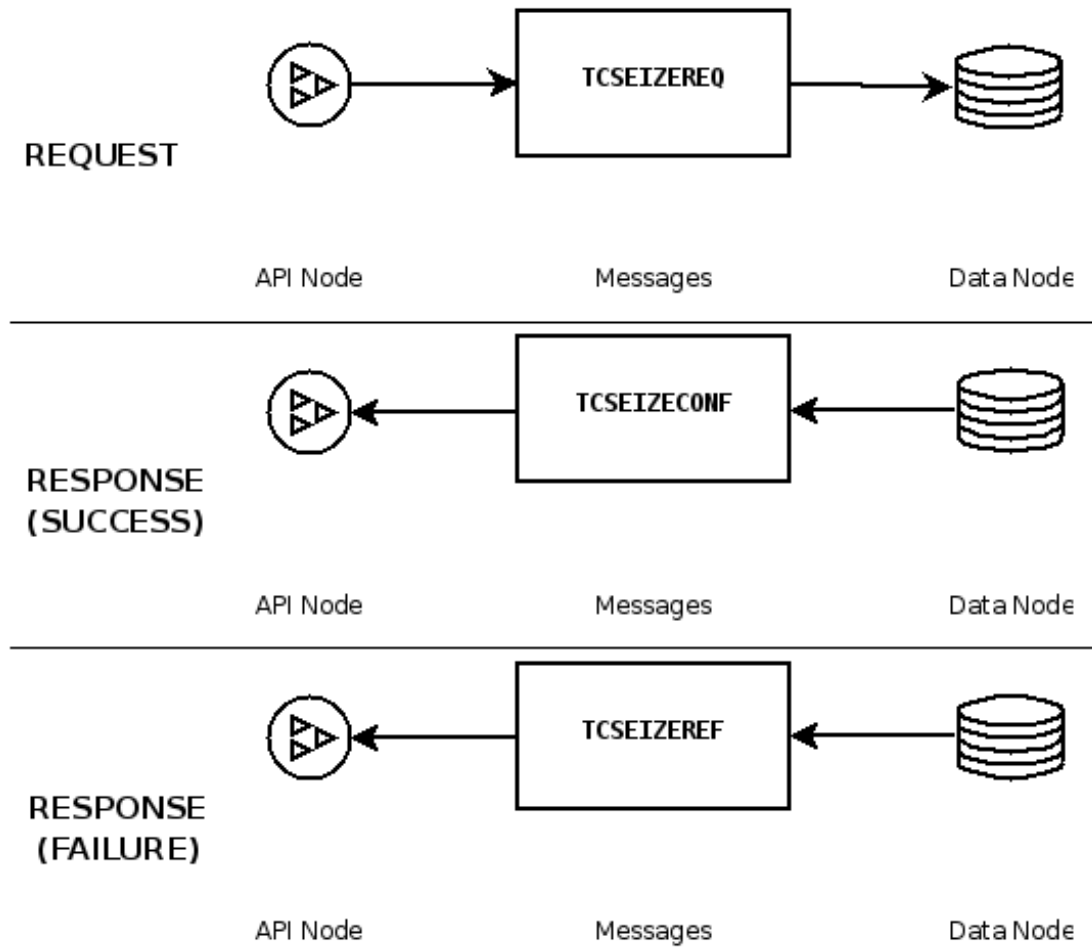 TCSEIZEREQ
REQUEST
API Node Messages Data Node
TCSEIZECONF
RESPONSE
(SUCCESS)
API Node Messages Data Node
TCSEIZEREF
RESPONSE
(FAILURE)
API Node Messages Data Node